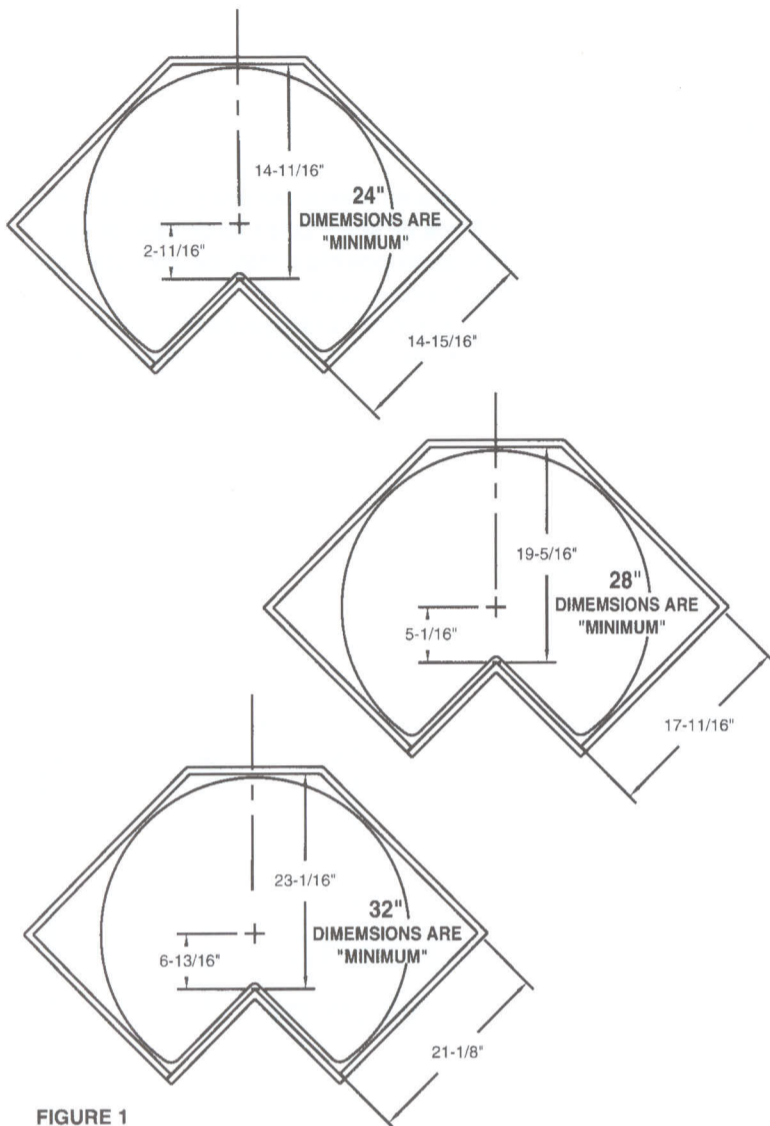 14-11/16"
24"
DIMEMSIONS ARE
"MINIMUM"
2-11/16"
14-15/16"
19-5/16"
28"
DIMEMSIONS ARE
"MINIMUM"
5-1/16"
17-11/16"
23-1/16"
32"
DIMEMSIONS ARE
"MINIMUM"
6-13/16"
21-1/8"
FIGURE 1